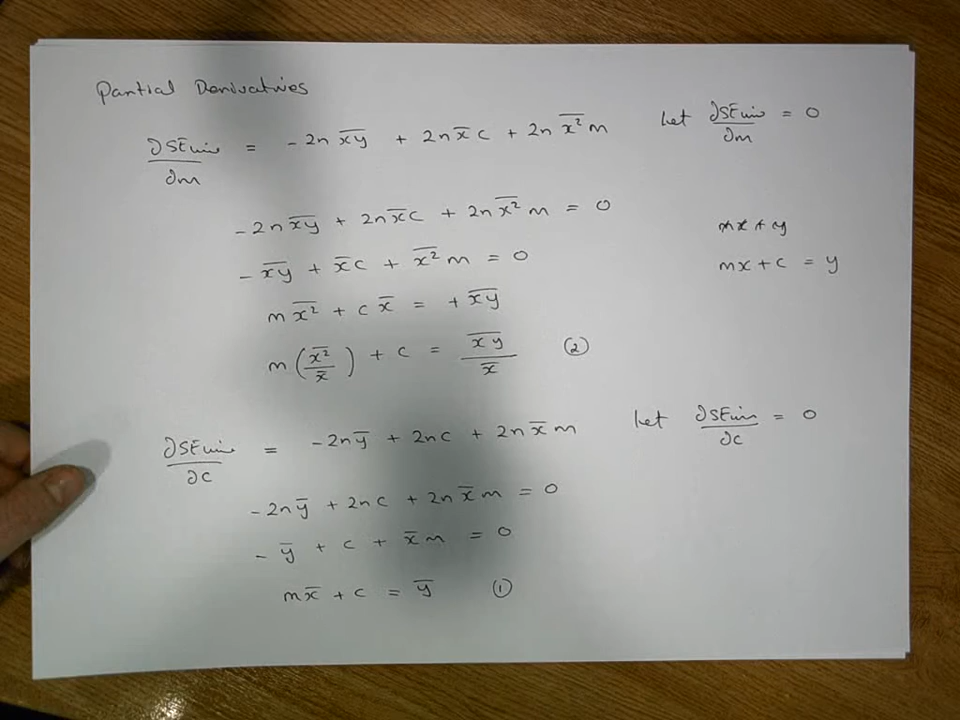 Partial Derivatives
∂SEline/∂m = -2n x̅y̅ + 2n x̅ c + 2n x̅²̅ m   Let ∂SEline/∂m = 0
-2n x̅y̅ + 2n x̅ c + 2n x̅²̅ m = 0
mx + y
- x̅y̅ + x̅ c + x̅²̅ m = 0
mx + c = y
m x̅²̅ + c x̅ = + x̅y̅
m ( x̅²̅ / x̅ ) + c = x̅y̅ / x̅   ②
∂SEline/∂c = -2n y̅ + 2nc + 2n x̅ m   Let ∂SEline/∂c = 0
-2n y̅ + 2n c + 2n x̅ m = 0
- y̅ + c + x̅ m = 0
m x̅ + c = y̅   ①